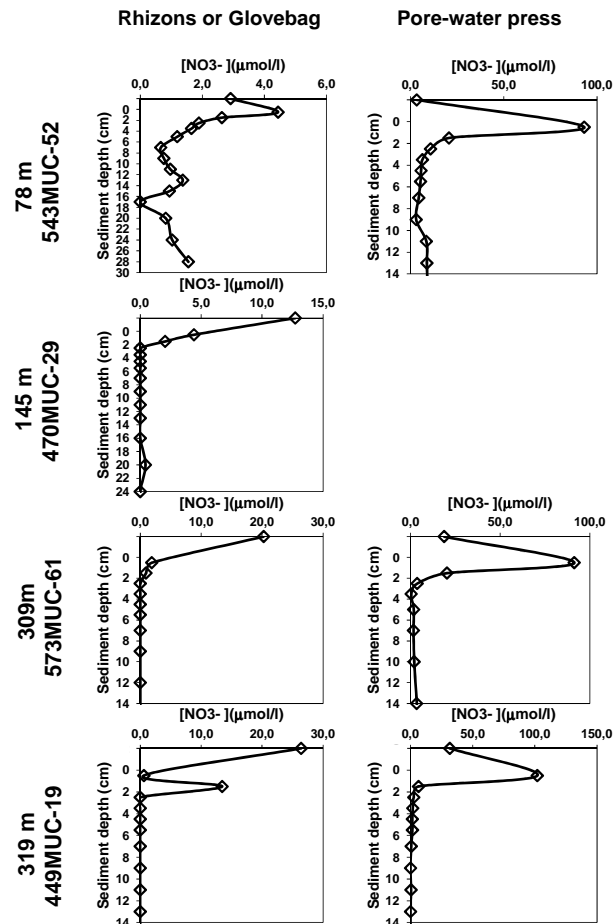 Rhizons or Glovebag
Pore-water press
78 m
543MUC-52
[NO3- ](µmol/l)
0,0 2,0 4,0 6,0
Sediment depth (cm)
0
2
4
6
8
10
12
14
16
18
20
22
24
26
28
30
[NO3- ](µmol/l)
0,0 50,0 100,0
Sediment depth (cm)
0
2
4
6
8
10
12
14
145 m
470MUC-29
[NO3- ](µmol/l)
0,0 5,0 10,0 15,0
Sediment depth (cm)
0
2
4
6
8
10
12
14
16
18
20
22
24
309m
573MUC-61
[NO3- ](µmol/l)
0,0 10,0 20,0 30,0
Sediment depth (cm)
0
2
4
6
8
10
12
14
[NO3- ](µmol/l)
0,0 50,0 100,0
Sediment depth (cm)
0
2
4
6
8
10
12
14
319 m
449MUC-19
[NO3- ](µmol/l)
0,0 10,0 20,0 30,0
Sediment depth (cm)
0
2
4
6
8
10
12
14
[NO3- ](µmol/l)
0,0 50,0 100,0 150,0
Sediment depth (cm)
0
2
4
6
8
10
12
14